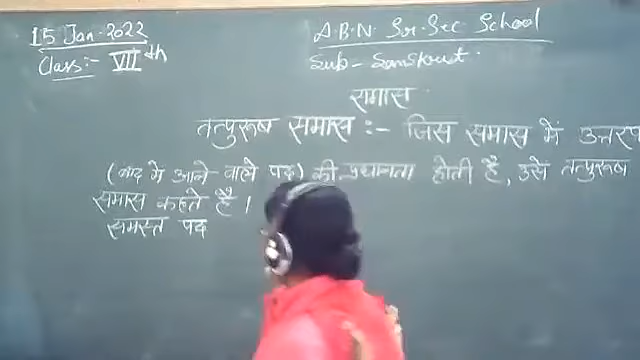 15 Jan. 2022
A.B.N. Sr. Sec. School
Class:- VII th
Sub- Sanskrit
समास
तत्पुरूष समास :- जिस समास में उत्तरप
(बाद में आने वाले पद) की प्रधानता होती है, उसे तत्पुरूष
समास कहते है।
समस्त पद